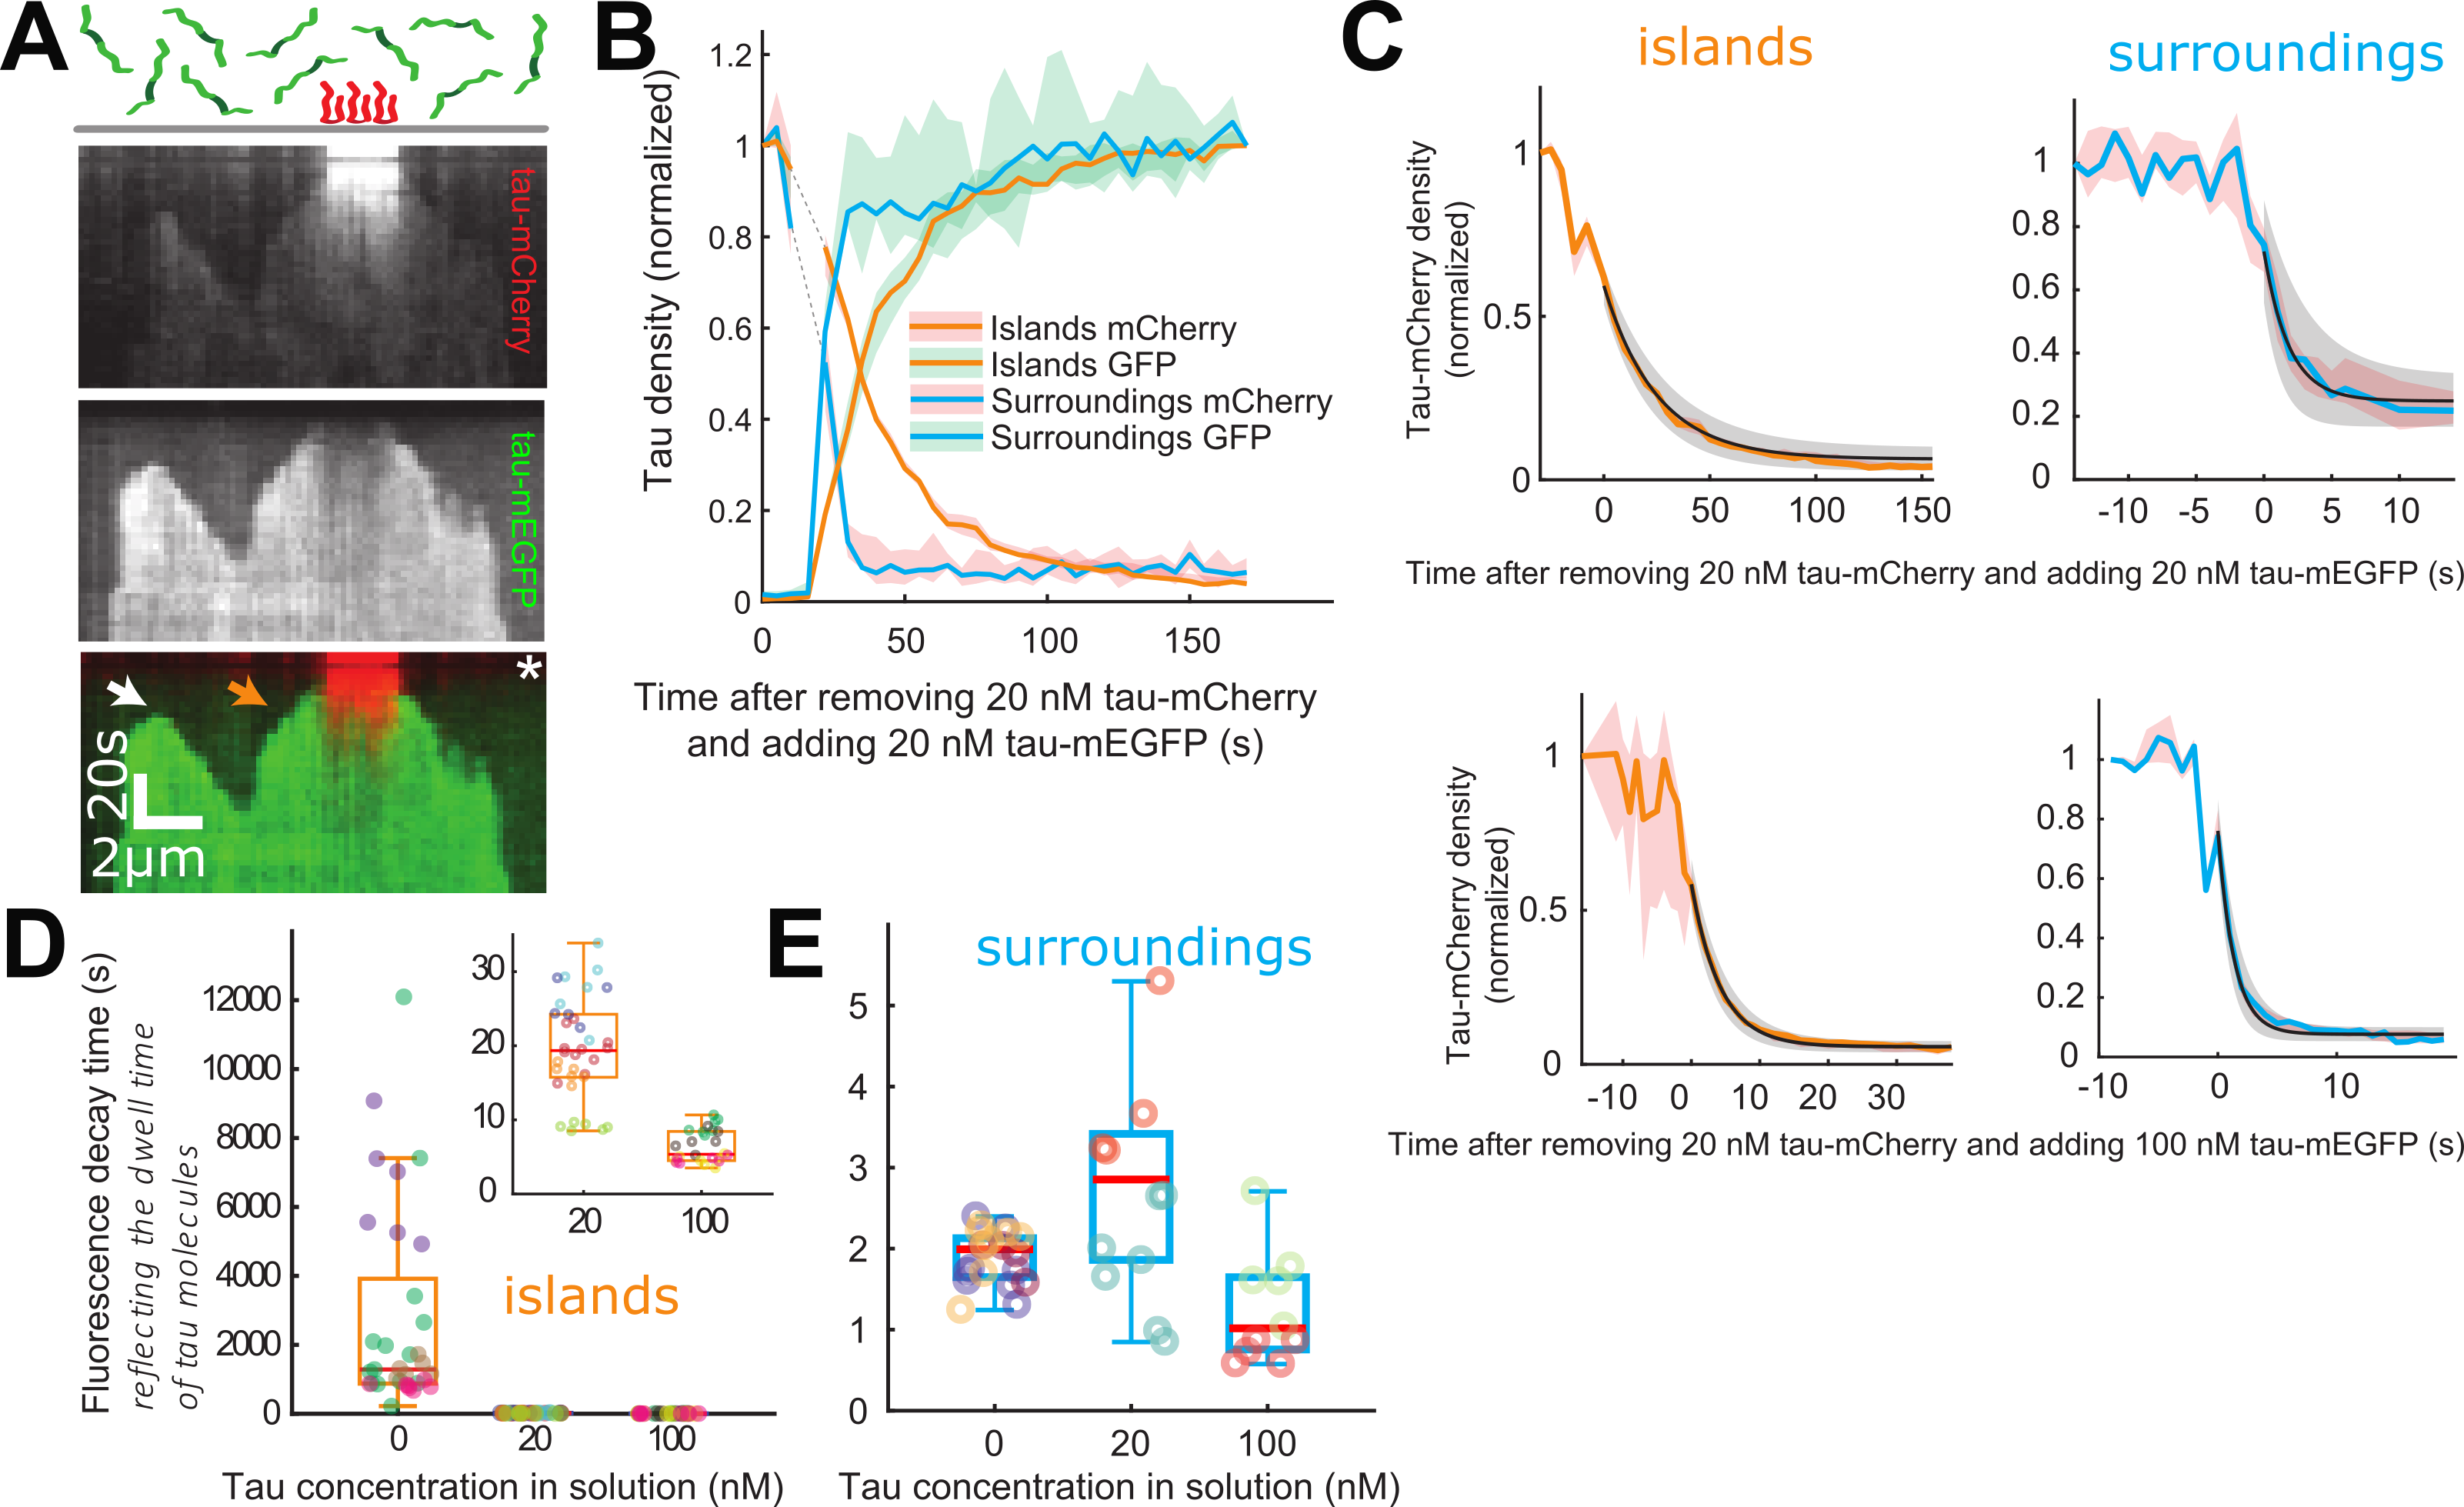 A
tau-mCherry
tau-mEGFP
*
20s
2µm
B
Tau density (normalized)
1.2
1
0.8
0.6
0.4
0.2
0
0 50 100 150
Islands mCherry
Islands GFP
Surroundings mCherry
Surroundings GFP
Time after removing 20 nM tau-mCherry
and adding 20 nM tau-mEGFP (s)
C
islands
surroundings
Tau-mCherry density
(normalized)
1
0.5
0
0 50 100 150
1
0.8
0.6
0.4
0.2
0
-10 -5 0 5 10
Time after removing 20 nM tau-mCherry and adding 20 nM tau-mEGFP (s)
Tau-mCherry density
(normalized)
1
0.5
0
-10 0 10 20 30
1
0.8
0.6
0.4
0.2
0
-10 0 10
Time after removing 20 nM tau-mCherry and adding 100 nM tau-mEGFP (s)
D
Fluorescence decay time (s)
reflecting the dwell time
of tau molecules
12000
10000
8000
6000
4000
2000
0
0 20 100
30
20
10
0
20 100
islands
Tau concentration in solution (nM)
E
surroundings
5
4
3
2
1
0
0 20 100
Tau concentration in solution (nM)